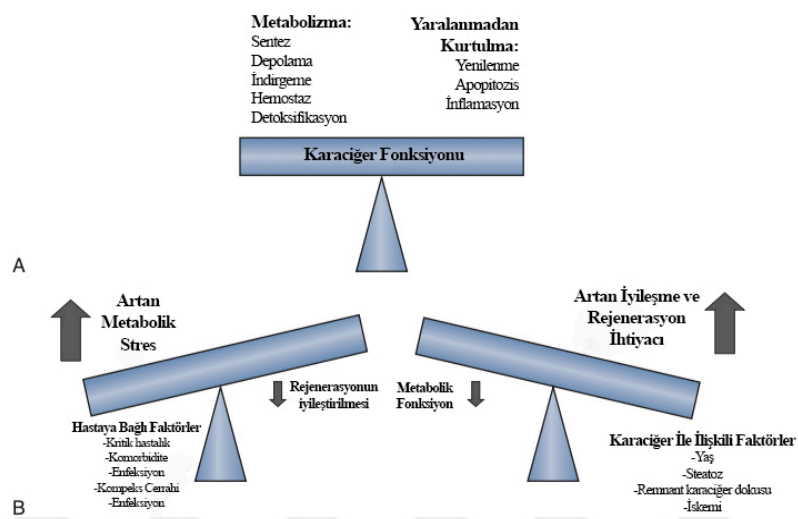 Metabolizma:
Sentez
Depolama
İndirgeme
Hemostaz
Detoksifikasyon
Yaralanmadan
Kurtulma:
Yenilenme
Apopitozis
İnflamasyon
Karaciğer Fonksiyonu
A
Artan
Metabolik
Stres
Rejenerasyonun
iyileştirilmesi
Hastaya Bağlı Faktörler
-Kritik hastalık
-Komorbidite
-Enfeksiyon
-Kompeks Cerrahi
-Enfeksiyon
Artan İyileşme ve
Rejenerasyon
İhtiyacı
Metabolik
Fonksiyon
Karaciğer İle İlişkili Faktörler
-Yaş
-Steatoz
-Remnant karaciğer dokusu
-İskemi
B